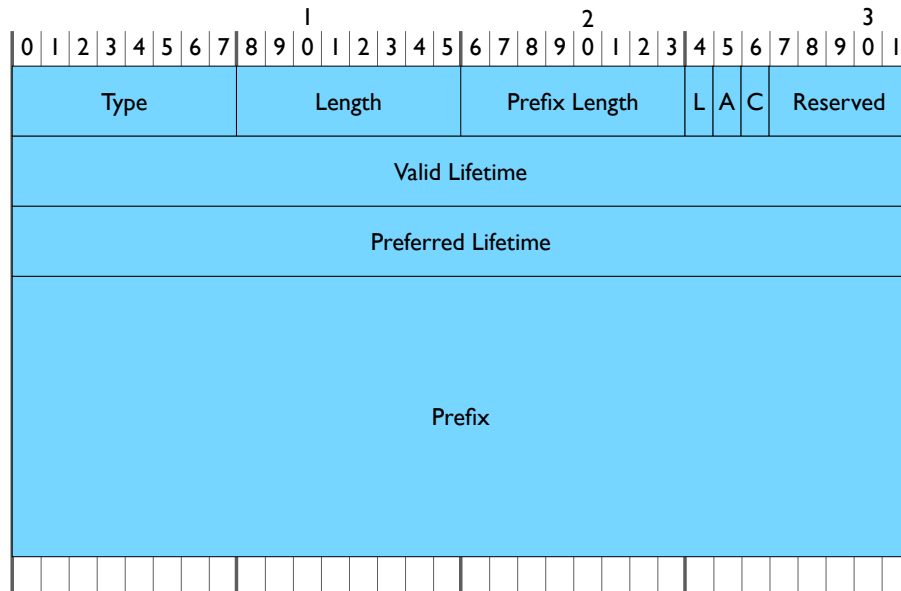 1 2 3
0 1 2 3 4 5 6 7 8 9 0 1 2 3 4 5 6 7 8 9 0 1 2 3 4 5 6 7 8 9 0 1
Type Length Prefix Length L A C Reserved
Valid Lifetime
Preferred Lifetime
Prefix